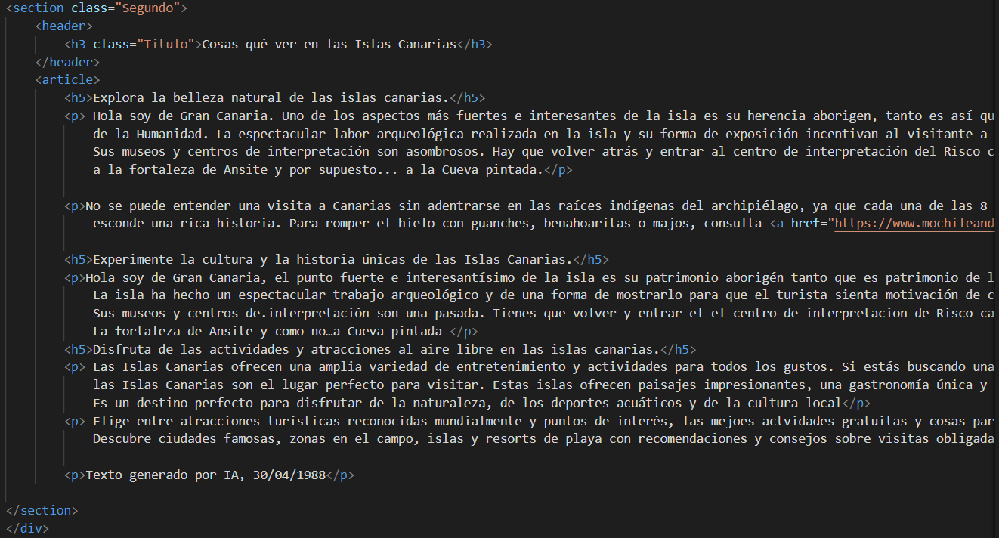 <section class="Segundo">
<header>
<h3 class="Título">Cosas qué ver en las Islas Canarias</h3>
</header>
<article>
<h5>Explora la belleza natural de las islas canarias.</h5>
<p> Hola soy de Gran Canaria. Uno de los aspectos más fuertes e interesantes de la isla es su herencia aborigen, tanto es así qu
de la Humanidad. La espectacular labor arqueológica realizada en la isla y su forma de exposición incentivan al visitante a
Sus museos y centros de interpretación son asombrosos. Hay que volver atrás y entrar al centro de interpretación del Risco c
a la fortaleza de Ansite y por supuesto... a la Cueva pintada.</p>
<p>No se puede entender una visita a Canarias sin adentrarse en las raíces indígenas del archipiélago, ya que cada una de las 8
esconde una rica historia. Para romper el hielo con guanches, benahoaritas o majos, consulta <a href="https://www.mochileand
<h5>Experimente la cultura y la historia únicas de las Islas Canarias.</h5>
<p>Hola soy de Gran Canaria, el punto fuerte e interesantísimo de la isla es su patrimonio aborigén tanto que es patrimonio de l
La isla ha hecho un espectacular trabajo arqueológico y de una forma de mostrarlo para que el turista sienta motivación de c
Sus museos y centros de.interpretación son una pasada. Tienes que volver y entrar el el centro de interpretacion de Risco ca
La fortaleza de Ansite y como no…a Cueva pintada </p>
<h5>Disfruta de las actividades y atracciones al aire libre en las islas canarias.</h5>
<p> Las Islas Canarias ofrecen una amplia variedad de entretenimiento y actividades para todos los gustos. Si estás buscando una
las Islas Canarias son el lugar perfecto para visitar. Estas islas ofrecen paisajes impresionantes, una gastronomía única y
Es un destino perfecto para disfrutar de la naturaleza, de los deportes acuáticos y de la cultura local</p>
<p> Elige entre atracciones turísticas reconocidas mundialmente y puntos de interés, las mejoes actvdades gratuitas y cosas par
Descubre ciudades famosas, zonas en el campo, islas y resorts de playa con recomendaciones y consejos sobre visitas obligada
<p>Texto generado por IA, 30/04/1988</p>
</section>
</div>